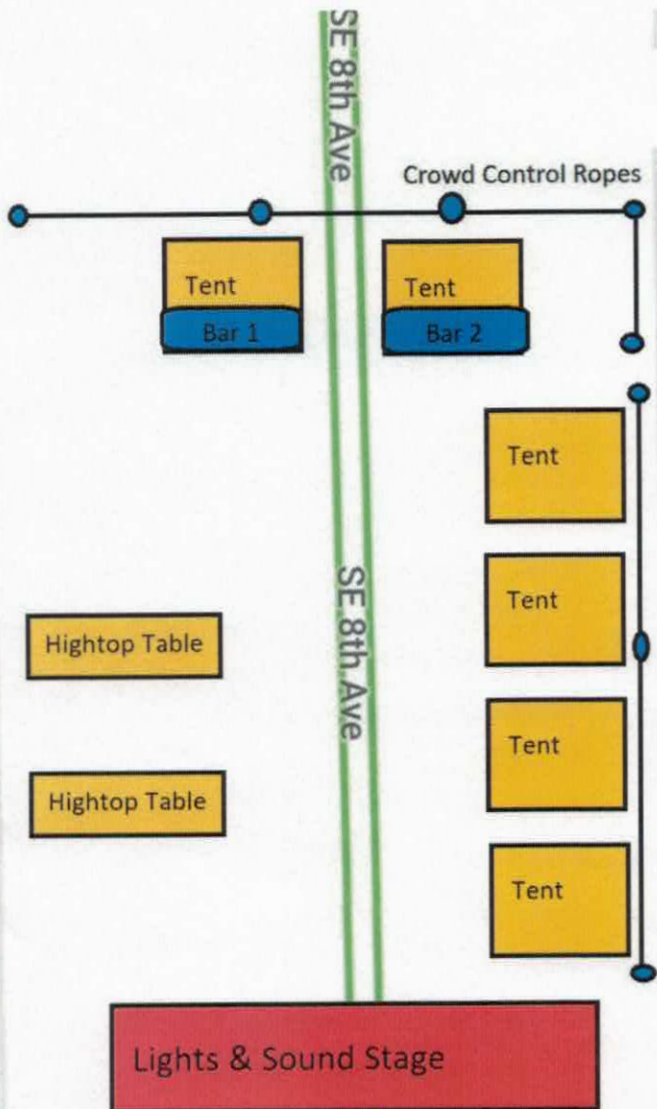 SE 8th Ave
Crowd Control Ropes
Tent
Tent
Bar 1
Bar 2
Tent
Tent
SE 8th Ave
Hightop Table
Tent
Hightop Table
Tent
Lights & Sound Stage